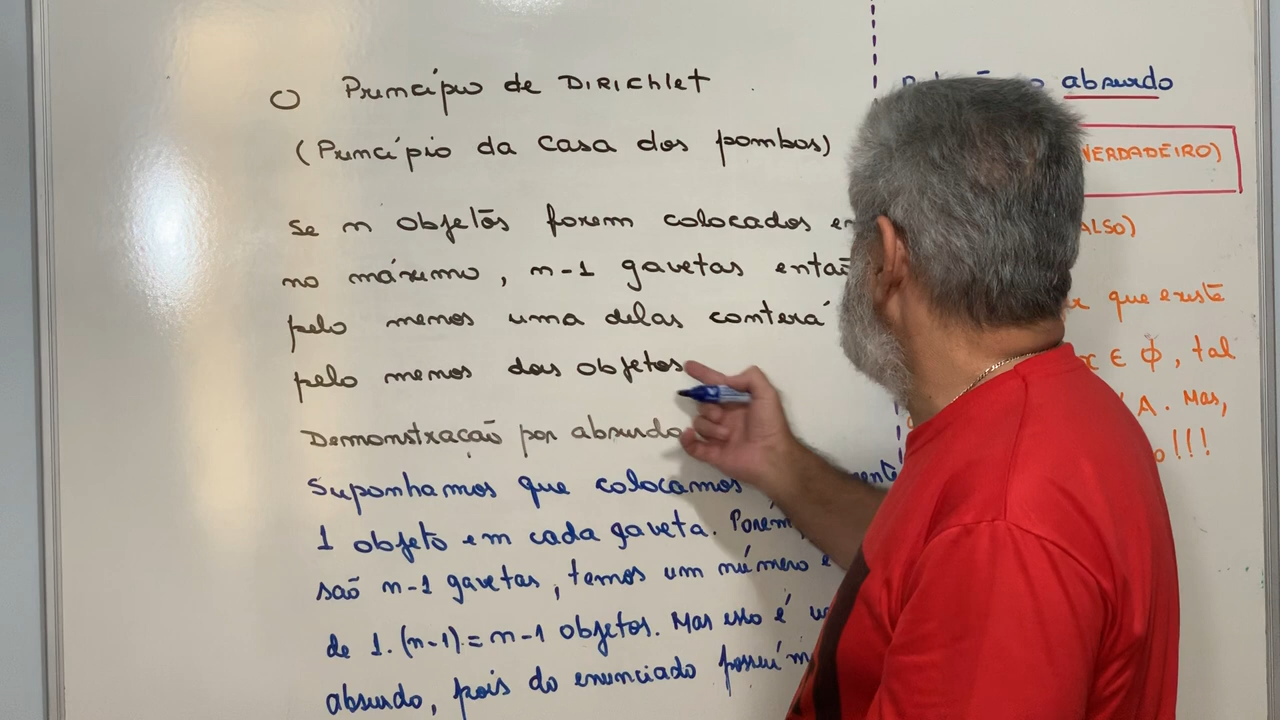 Princípio de DIRIChLET
(Princípio da casa dos pombos)
Se n objetos forem colocados
no máximo, n-1 gavetas então
pelo menos uma delas conterá
pelo menos dois objetos
Demonstração por absurdo
Suponhamos que colocamos
1 objeto em cada gaveta. Porém,
são n-1 gavetas, temos um número
de 1.(n-1)=n-1 objetos. Mas isso é
absurdo, pois do enunciado possuím
absurdo
VERDADEIRO)
ALSO)
que existe
x ∈ ϕ, tal
A. Mas,
!!!